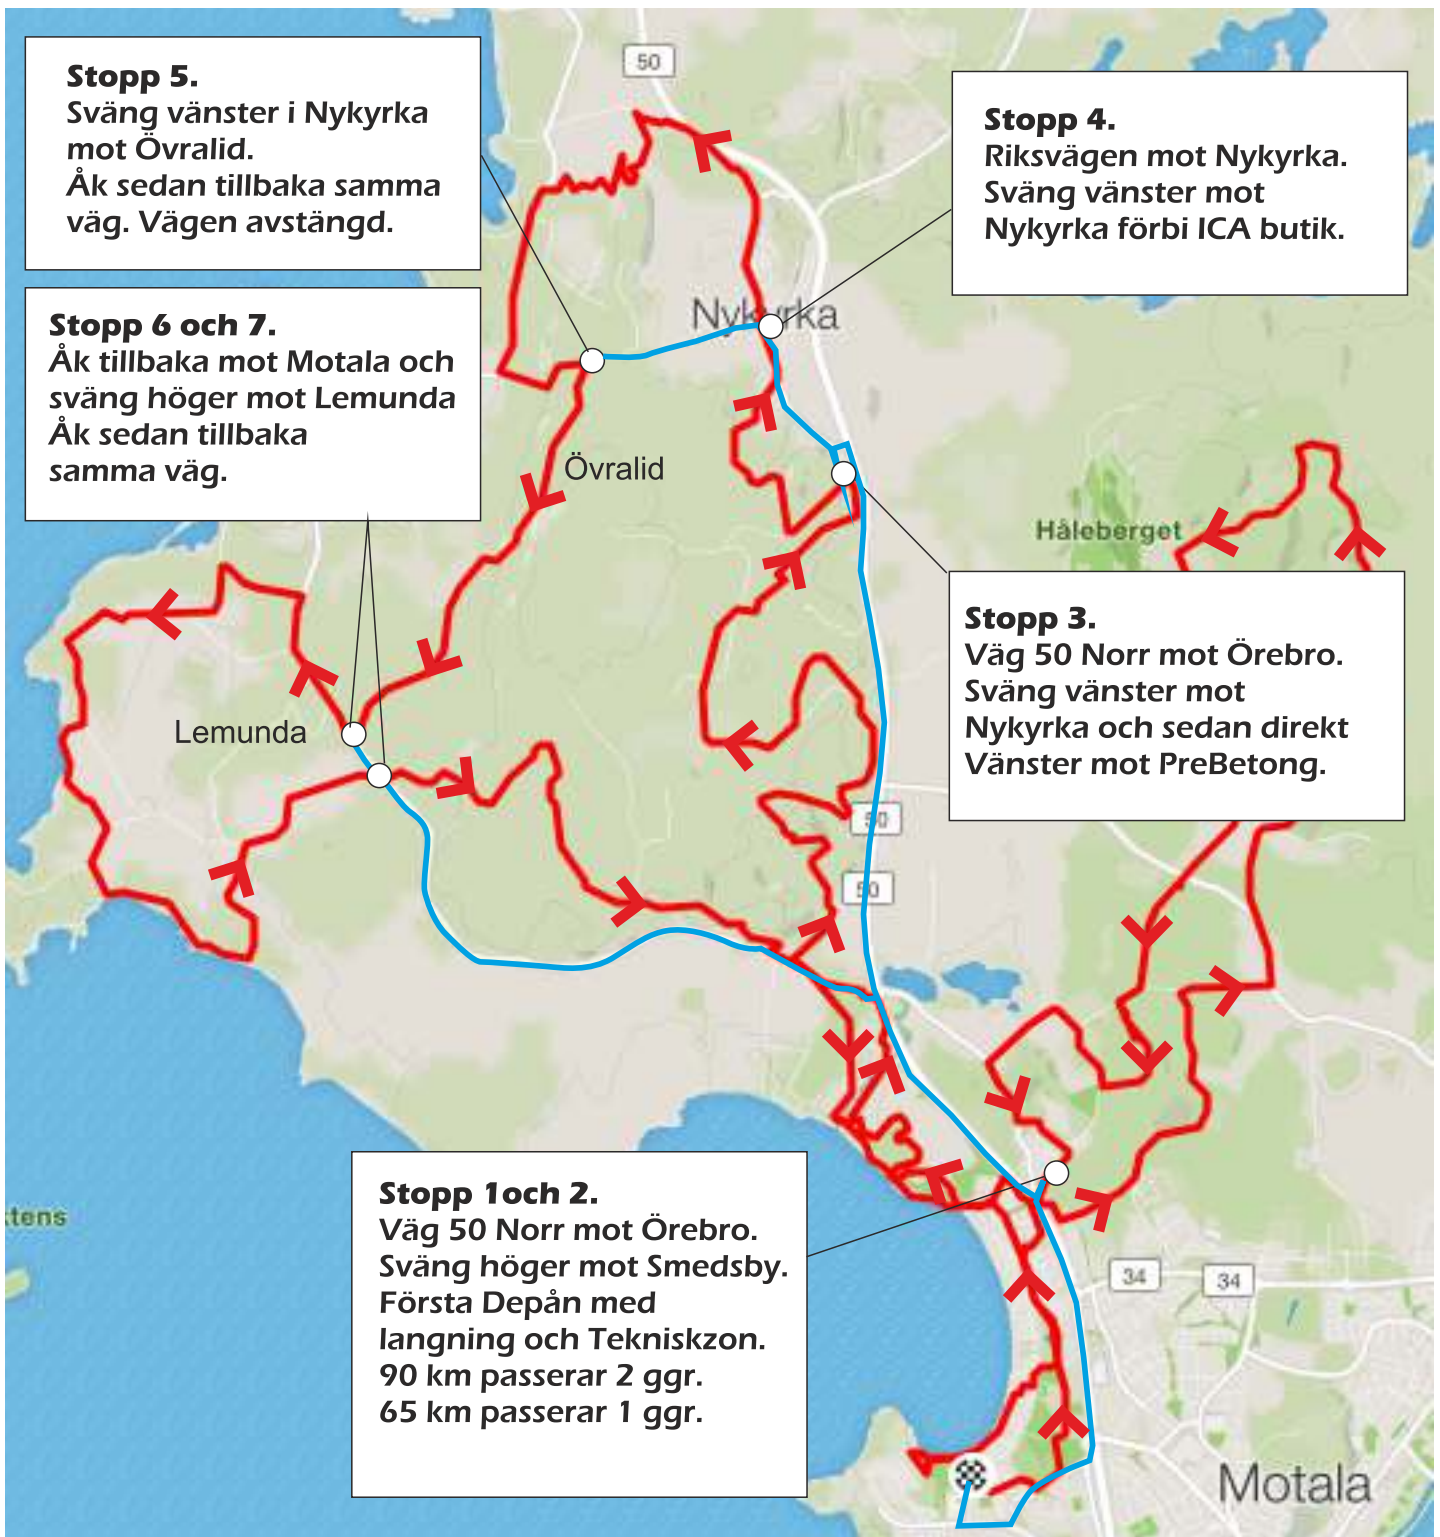 50
Stopp 5.
Sväng vänster i Nykyrka
mot Övralid.
Åk sedan tillbaka samma
väg. Vägen avstängd.
Stopp 4.
Riksvägen mot Nykyrka.
Sväng vänster mot
Nykyrka förbi ICA butik.
Stopp 6 och 7.
Åk tillbaka mot Motala och
sväng höger mot Lemunda
Åk sedan tillbaka
samma väg.
Nykyrka
Övralid
Håleberget
Stopp 3.
Väg 50 Norr mot Örebro.
Sväng vänster mot
Nykyrka och sedan direkt
Vänster mot PreBetong.
Lemunda
50
50
Stopp 1och 2.
Väg 50 Norr mot Örebro.
Sväng höger mot Smedsby.
Första Depån med
langning och Tekniskzon.
90 km passerar 2 ggr.
65 km passerar 1 ggr.
tens
34
34
Motala